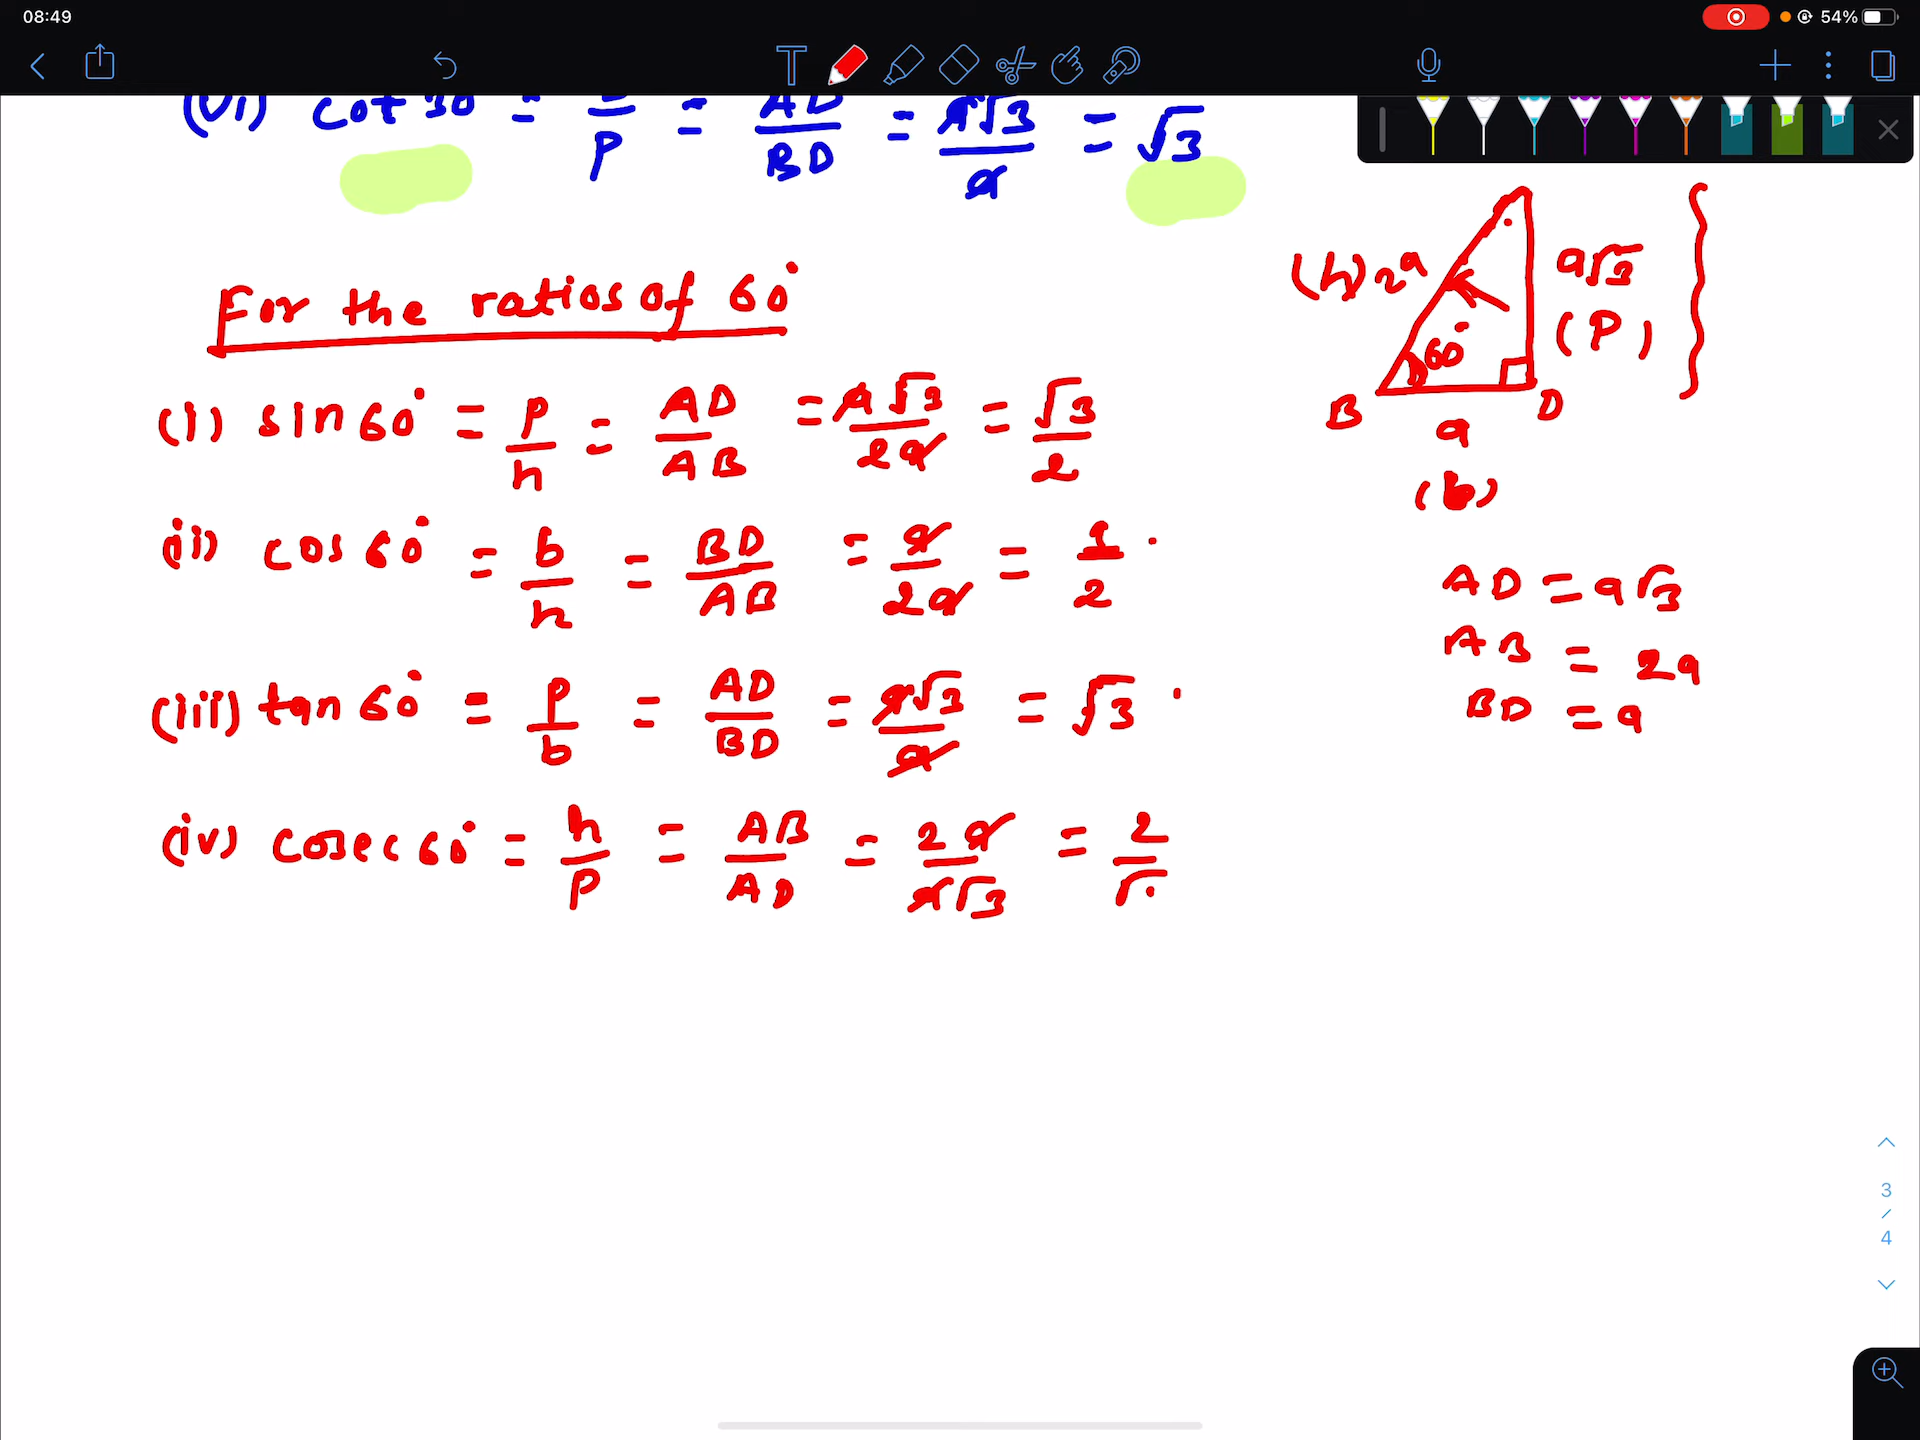 08:49
54%
(vi) cot 30 = b/p = AD/BD = a√3/a = √3
For the ratios of 60°
(i) sin 60° = p/h = AD/AB = a√3/2a = √3/2
(ii) cos 60° = b/h = BD/AB = a/2a = 1/2.
(iii) tan 60° = p/b = AD/BD = a√3/a = √3.
(iv) cosec 60° = h/p = AB/AD = 2a/a√3 = 2/√
(h) 2a
a√3
(P)
60°
B
D
a
(b)
AD = a√3
AB = 2a
BD = a
3
/
4